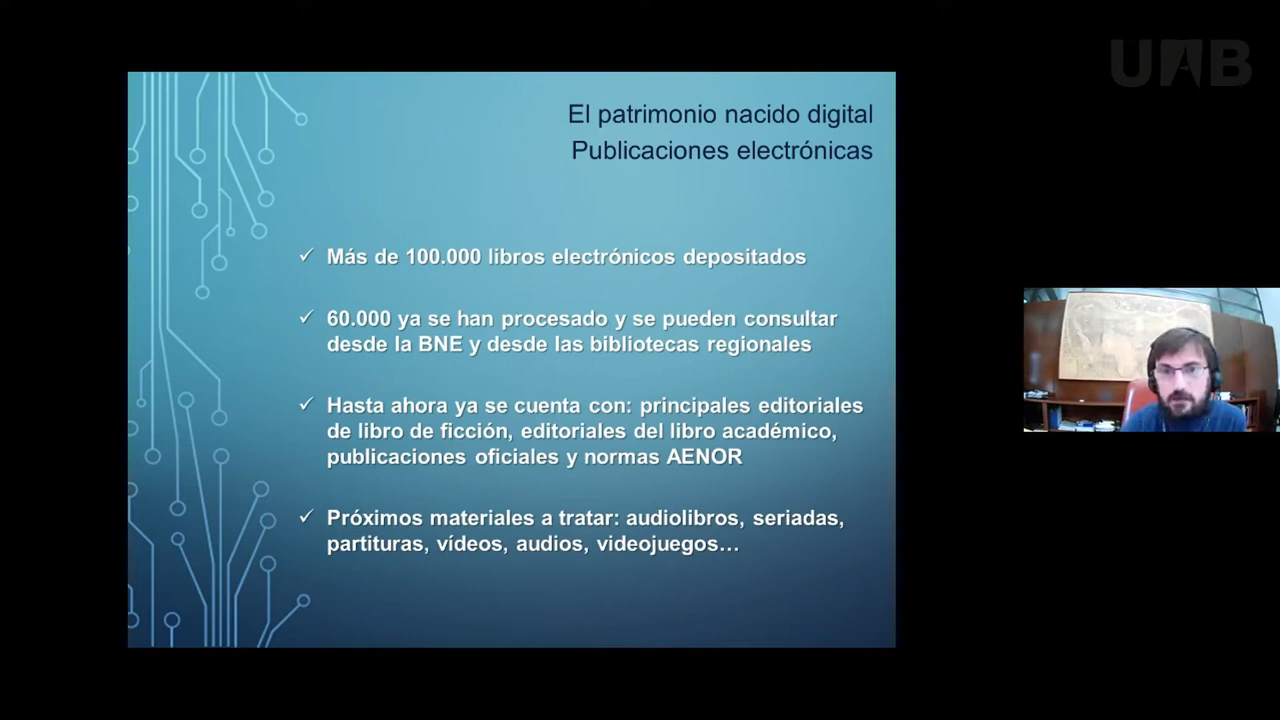 UAB
El patrimonio nacido digital
Publicaciones electrónicas
✓ Más de 100.000 libros electrónicos depositados
✓ 60.000 ya se han procesado y se pueden consultar
desde la BNE y desde las bibliotecas regionales
✓ Hasta ahora ya se cuenta con: principales editoriales
de libro de ficción, editoriales del libro académico,
publicaciones oficiales y normas AENOR
✓ Próximos materiales a tratar: audiolibros, seriadas,
partituras, vídeos, audios, videojuegos…